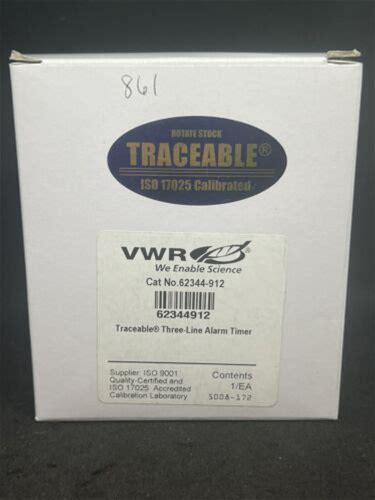 861
ROTATE STOCK
TRACEABLE®
ISO 17025 Calibrated
VWR®
We Enable Science
Cat No.62344-912
62344912
Traceable® Three-Line Alarm Timer
Supplier: ISO 9001
Quality-Certified and
ISO 17025 Accredited
Calibration Laboratory
Contents
1/EA
5008-172